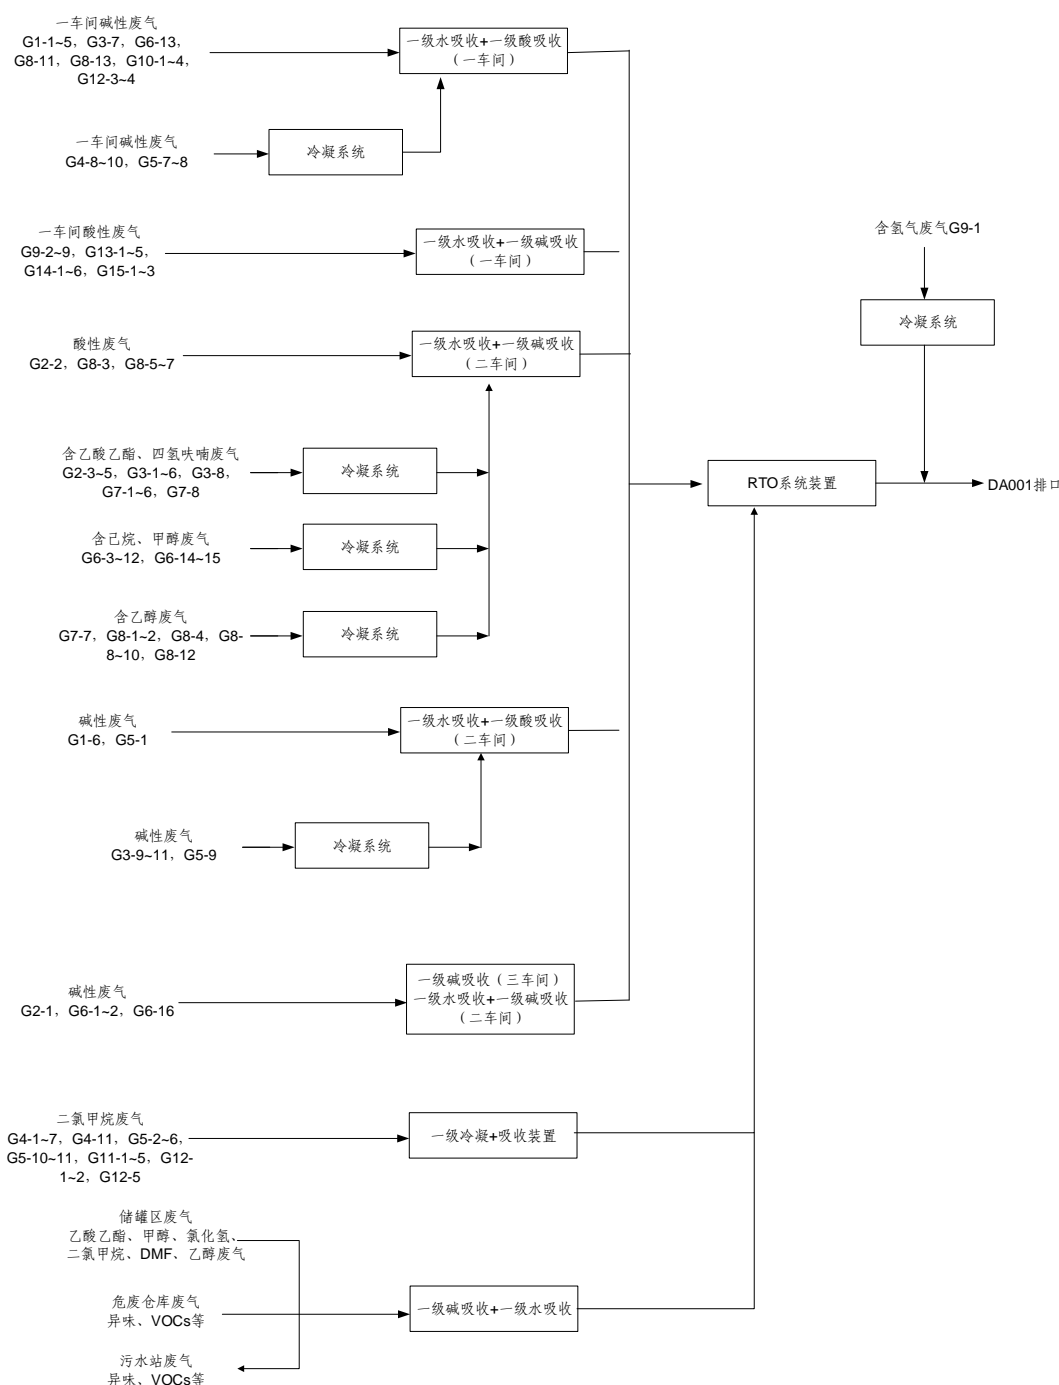 一车间碱性废气
G1-1~5，G3-7，G6-13，
G8-11，G8-13，G10-1~4，
G12-3~4
一级水吸收+一级酸吸收
（一车间）
一车间碱性废气
G4-8~10，G5-7~8
冷凝系统
一车间酸性废气
G9-2~9，G13-1~5，
G14-1~6，G15-1~3
一级水吸收+一级碱吸收
（一车间）
含氢气废气G9-1
冷凝系统
酸性废气
G2-2，G8-3，G8-5~7
一级水吸收+一级碱吸收
（二车间）
含乙酸乙酯、四氢呋喃废气
G2-3~5，G3-1~6，G3-8，
G7-1~6，G7-8
冷凝系统
RTO系统装置
DA001排口
含己烷、甲醇废气
G6-3~12，G6-14~15
冷凝系统
含乙醇废气
G7-7，G8-1~2，G8-4，G8-
8~10，G8-12
冷凝系统
碱性废气
G1-6，G5-1
一级水吸收+一级酸吸收
（二车间）
碱性废气
G3-9~11，G5-9
冷凝系统
碱性废气
G2-1，G6-1~2，G6-16
一级碱吸收（三车间）
一级水吸收+一级碱吸收
（二车间）
二氯甲烷废气
G4-1~7，G4-11，G5-2~6，
G5-10~11，G11-1~5，G12-
1~2，G12-5
一级冷凝+吸收装置
储罐区废气
乙酸乙酯、甲醇、氯化氢、
二氯甲烷、DMF、乙醇废气
危废仓库废气
异味、VOCs等
一级碱吸收+一级水吸收
污水站废气
异味、VOCs等